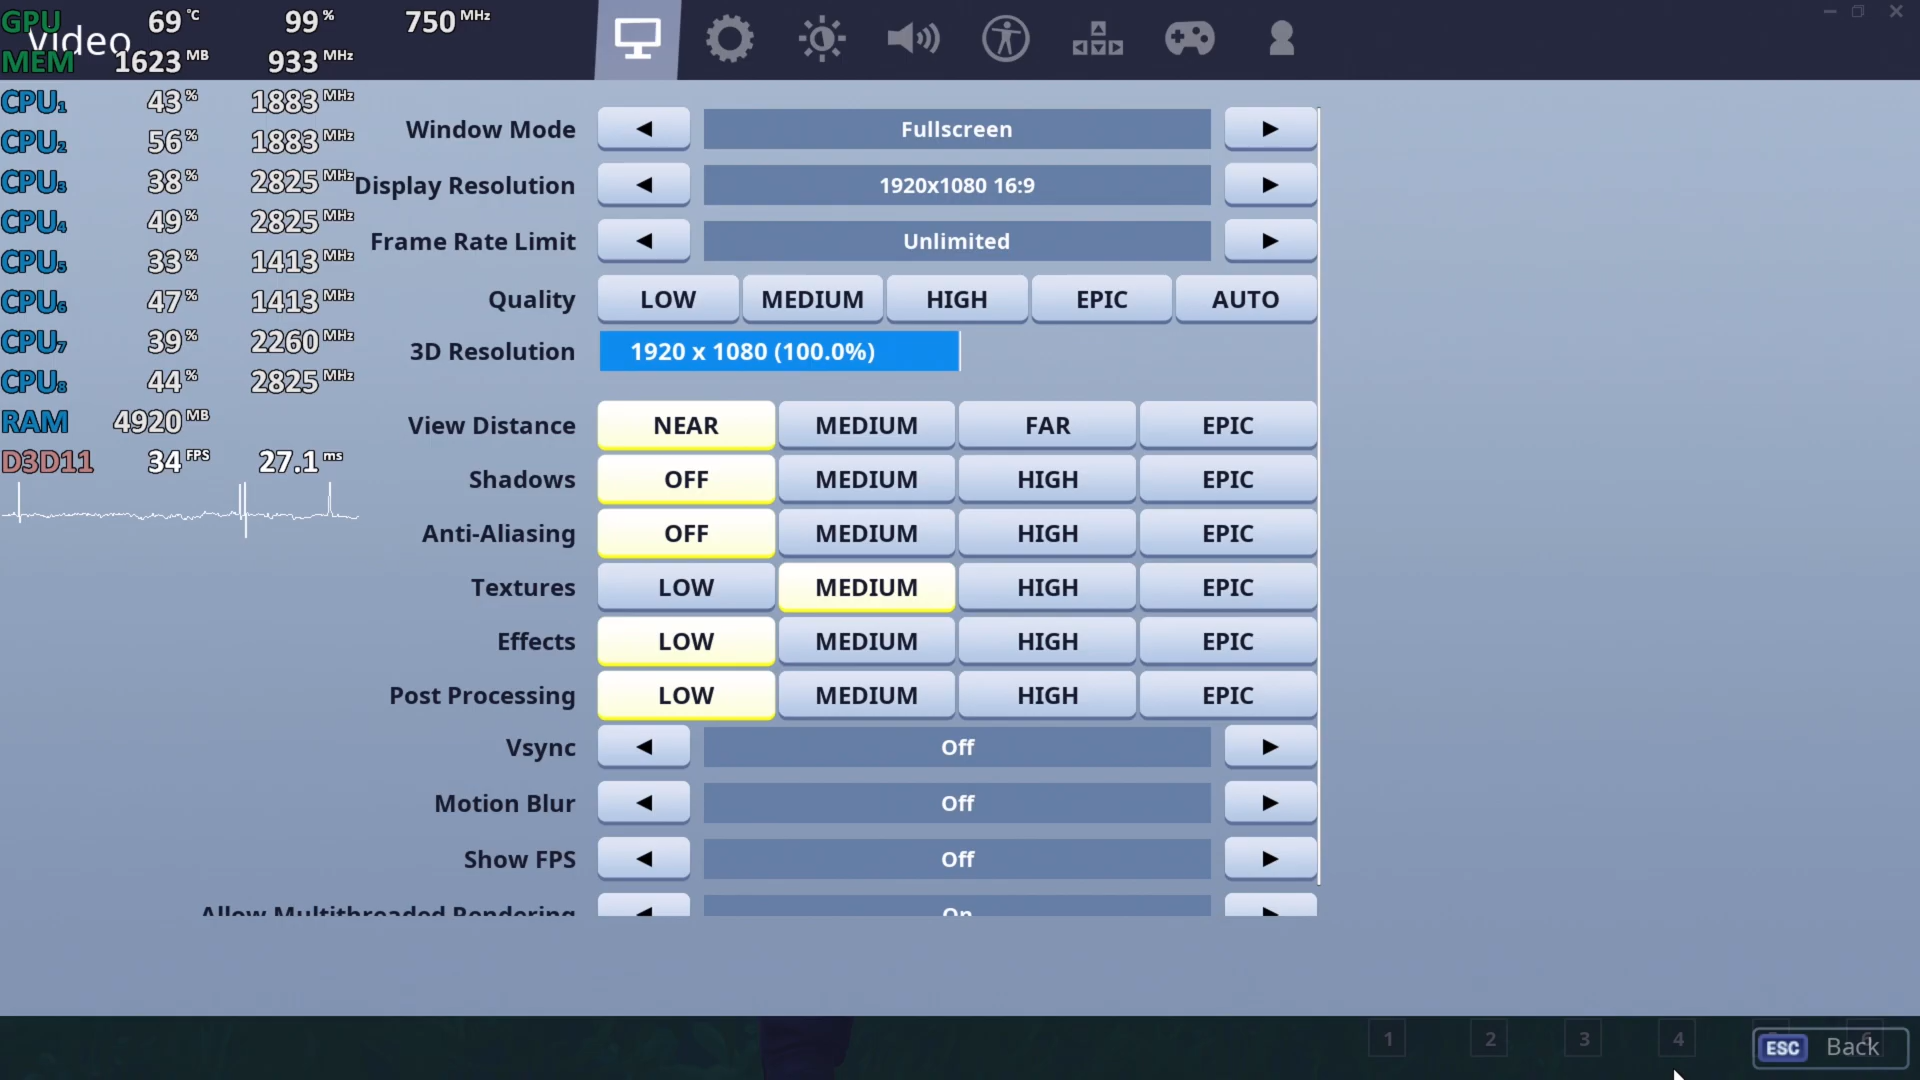 GPU 69 °C 99 % 750 MHz
Video
MEM 1623 MB 933 MHz
CPU1 43 % 1883 MHz
CPU2 56 % 1883 MHz
CPU3 38 % 2825 MHz
CPU4 49 % 2825 MHz
CPU5 33 % 1413 MHz
CPU6 47 % 1413 MHz
CPU7 39 % 2260 MHz
CPU8 44 % 2825 MHz
RAM 4920 MB
D3D11 34 FPS 27.1 ms
Window Mode Fullscreen
Display Resolution 1920x1080 16:9
Frame Rate Limit Unlimited
Quality LOW MEDIUM HIGH EPIC AUTO
3D Resolution 1920 x 1080 (100.0%)
View Distance NEAR MEDIUM FAR EPIC
Shadows OFF MEDIUM HIGH EPIC
Anti-Aliasing OFF MEDIUM HIGH EPIC
Textures LOW MEDIUM HIGH EPIC
Effects LOW MEDIUM HIGH EPIC
Post Processing LOW MEDIUM HIGH EPIC
Vsync Off
Motion Blur Off
Show FPS Off
Allow Multithreaded Rendering On
1 2 3 4 5 6
ESC Back